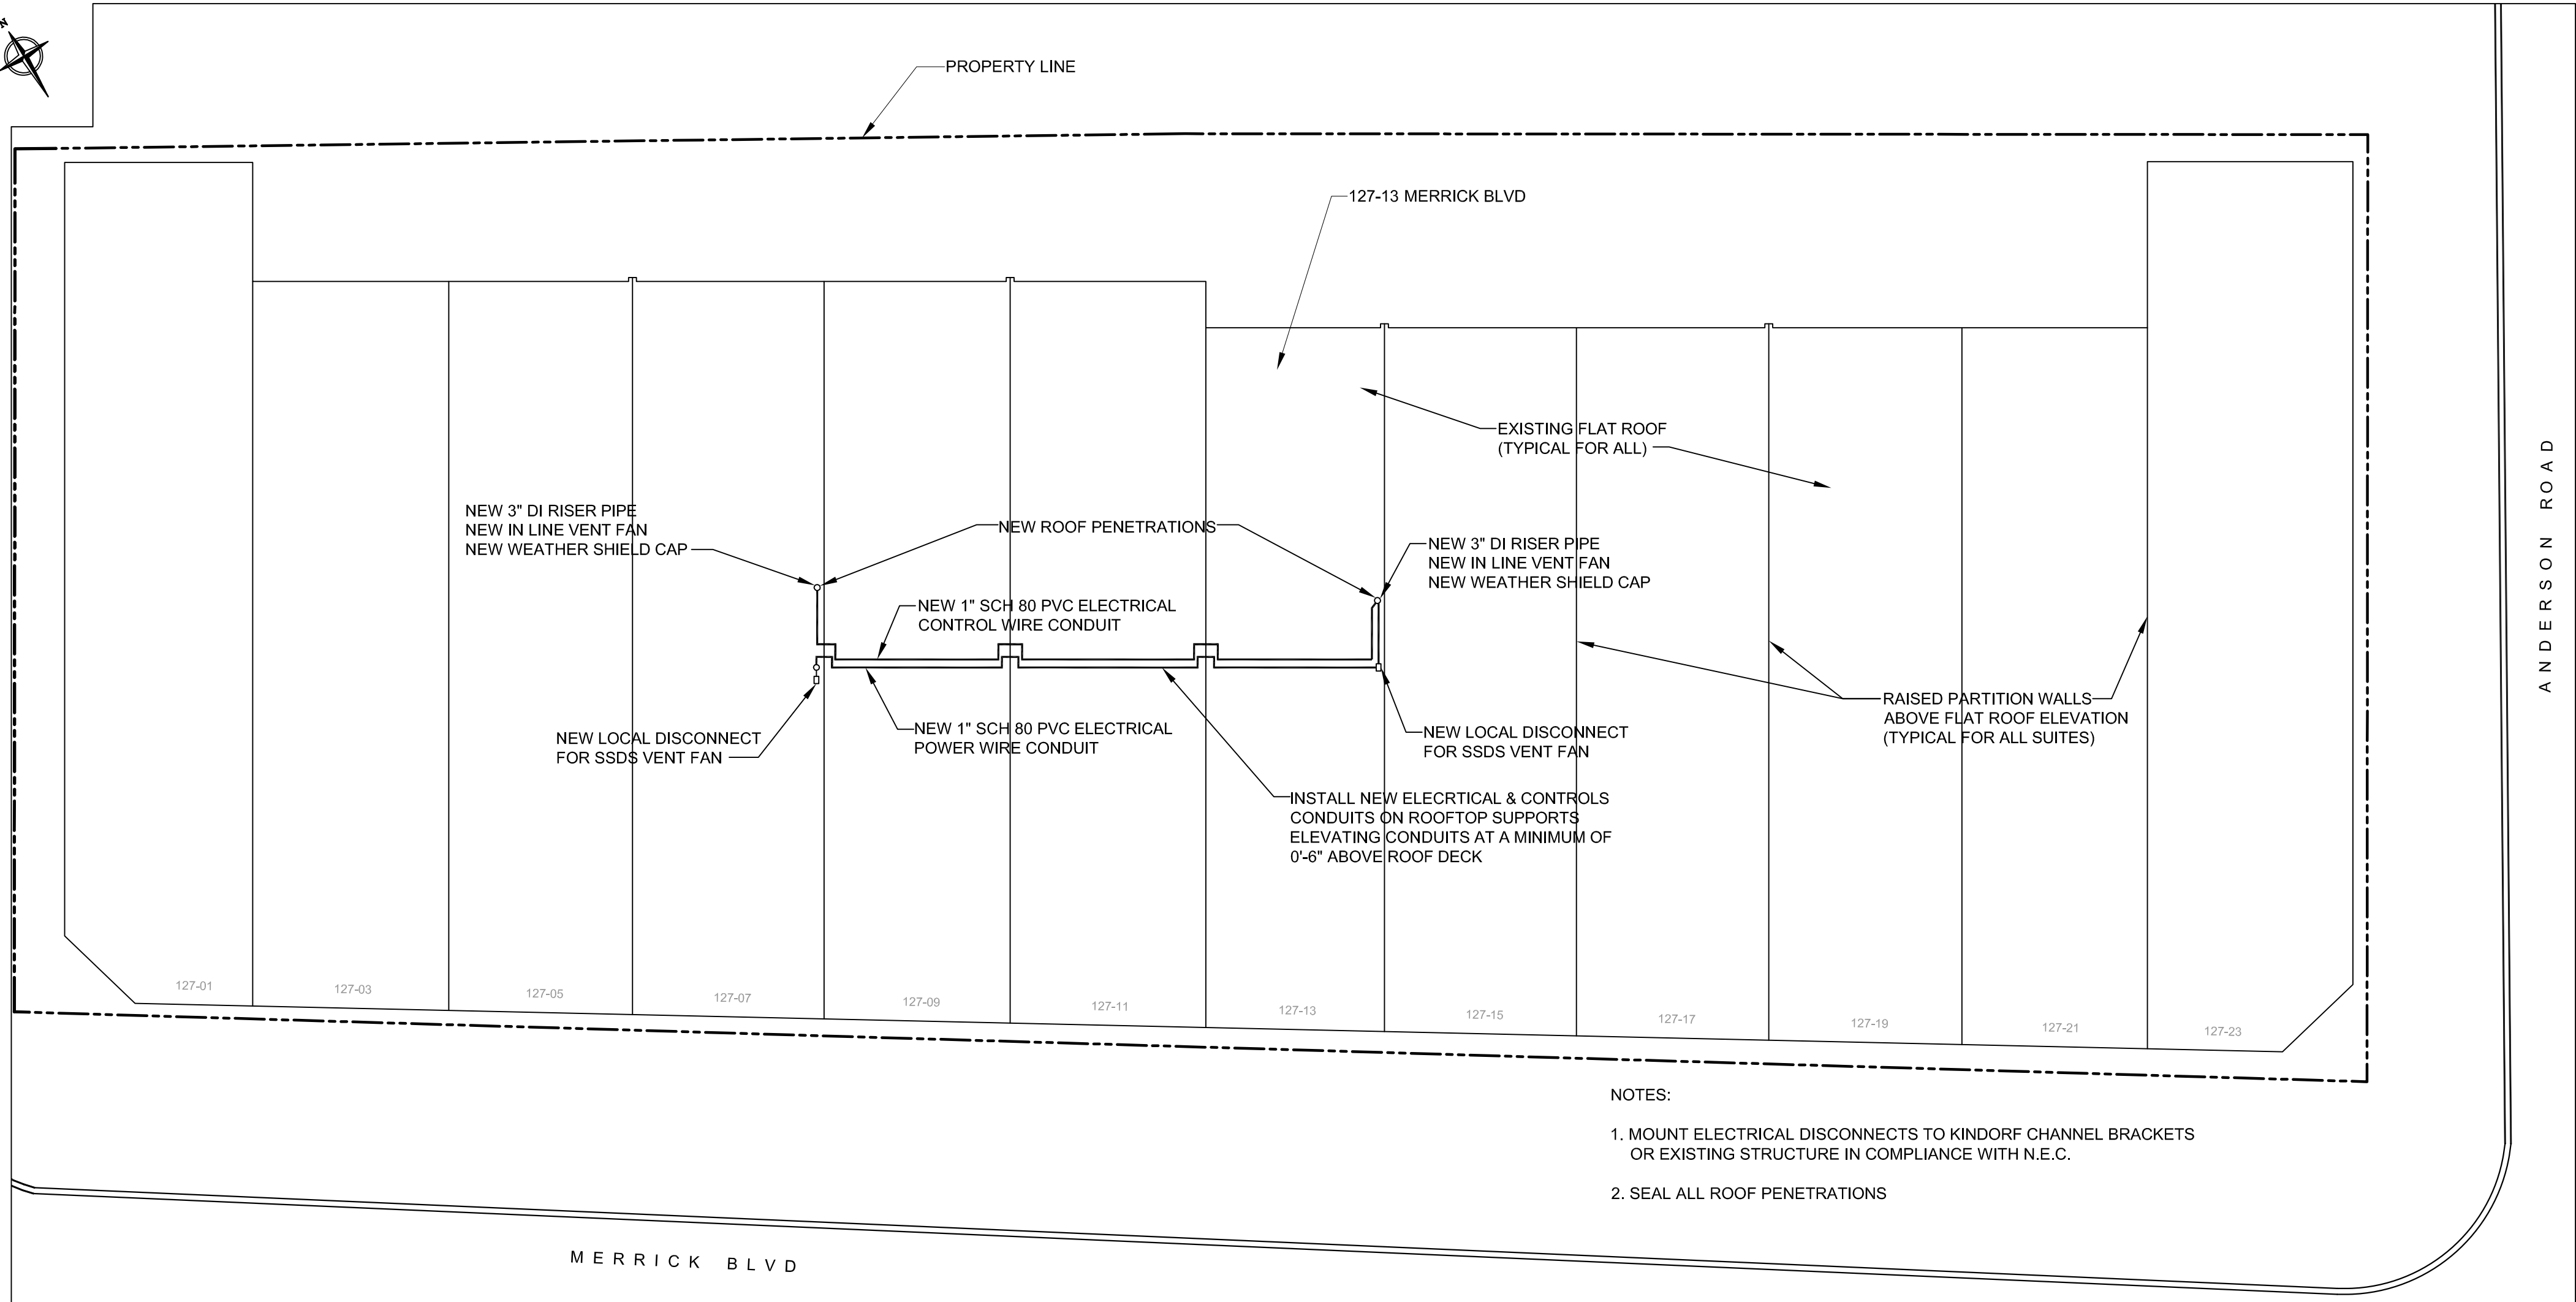 N
PROPERTY LINE
127-13 MERRICK BLVD
EXISTING FLAT ROOF
(TYPICAL FOR ALL)
NEW 3" DI RISER PIPE
NEW IN LINE VENT FAN
NEW WEATHER SHIELD CAP
NEW ROOF PENETRATIONS
NEW 3" DI RISER PIPE
NEW IN LINE VENT FAN
NEW WEATHER SHIELD CAP
NEW 1" SCH 80 PVC ELECTRICAL
CONTROL WIRE CONDUIT
NEW LOCAL DISCONNECT
FOR SSDS VENT FAN
NEW 1" SCH 80 PVC ELECTRICAL
POWER WIRE CONDUIT
NEW LOCAL DISCONNECT
FOR SSDS VENT FAN
RAISED PARTITION WALLS
ABOVE FLAT ROOF ELEVATION
(TYPICAL FOR ALL SUITES)
INSTALL NEW ELECRTICAL & CONTROLS
CONDUITS ON ROOFTOP SUPPORTS
ELEVATING CONDUITS AT A MINIMUM OF
0'-6" ABOVE ROOF DECK
ANDERSON ROAD
127-01
127-03
127-05
127-07
127-09
127-11
127-13
127-15
127-17
127-19
127-21
127-23
NOTES:
1. MOUNT ELECTRICAL DISCONNECTS TO KINDORF CHANNEL BRACKETS
OR EXISTING STRUCTURE IN COMPLIANCE WITH N.E.C.
2. SEAL ALL ROOF PENETRATIONS
MERRICK BLVD